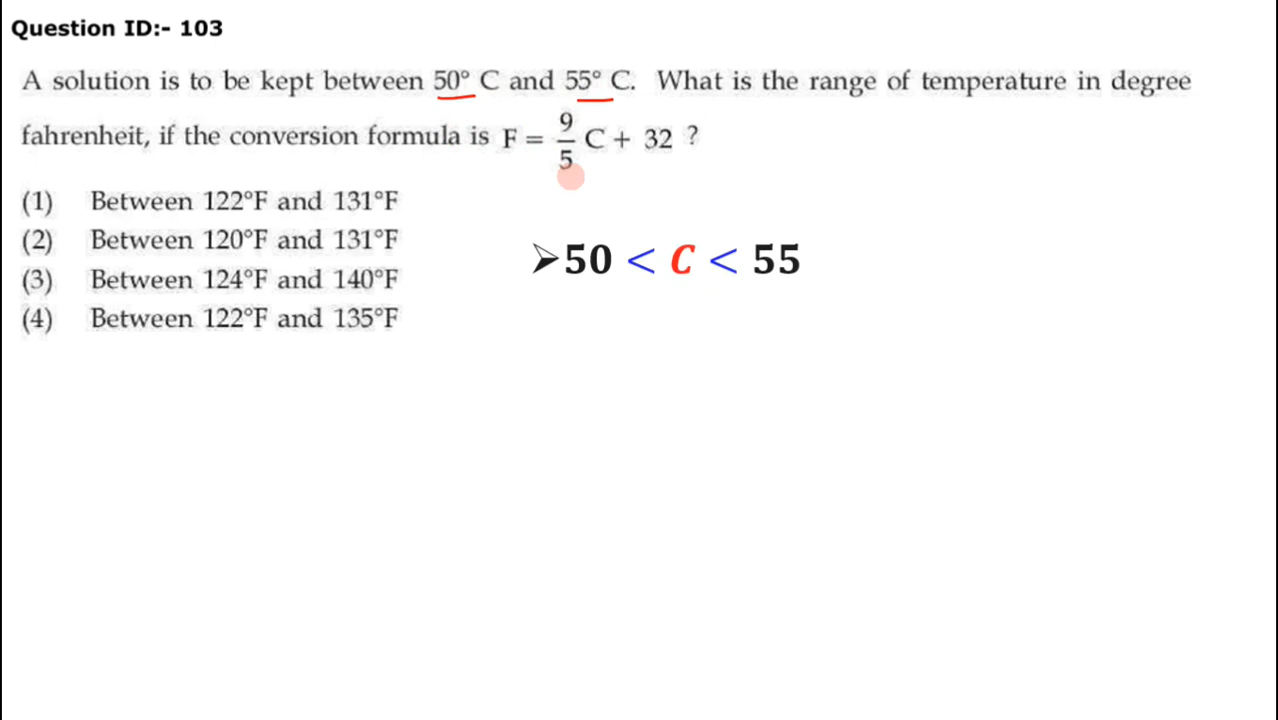 Question ID:- 103
A solution is to be kept between 50° C and 55° C. What is the range of temperature in degree
fahrenheit, if the conversion formula is F = 9/5 C + 32 ?
(1) Between 122°F and 131°F
(2) Between 120°F and 131°F
(3) Between 124°F and 140°F
(4) Between 122°F and 135°F
➢50 < C < 55